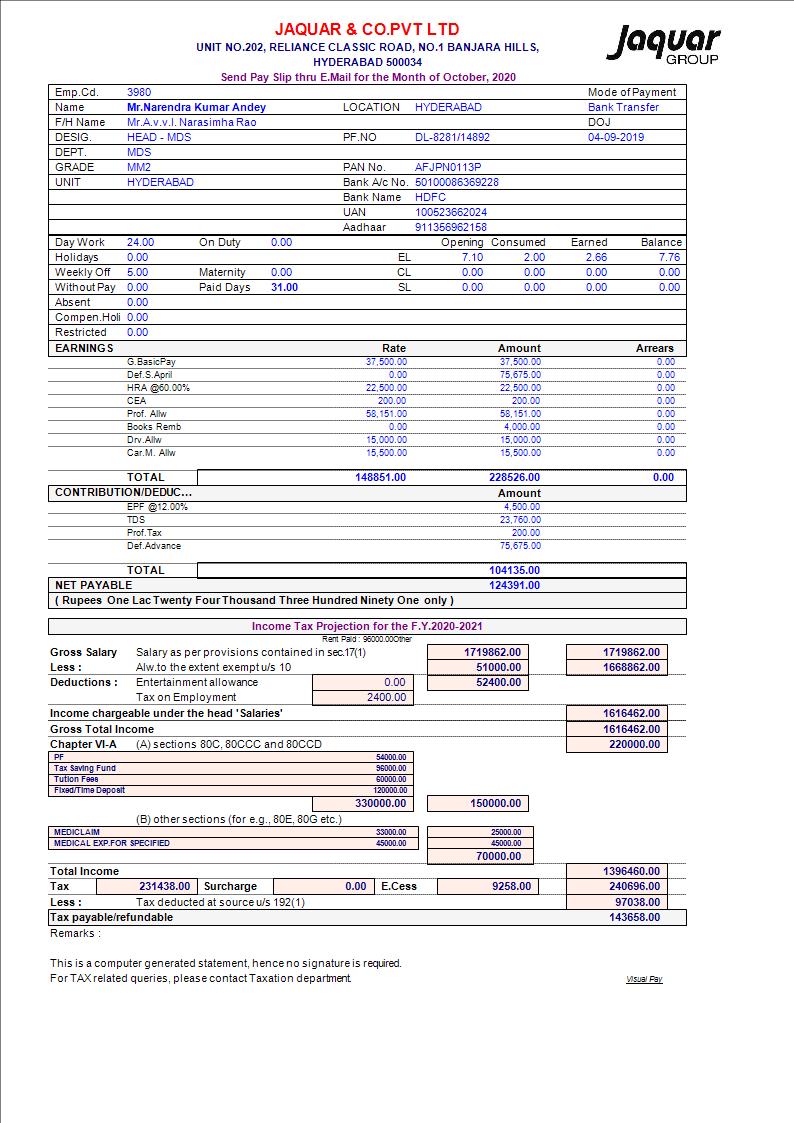 JAQUAR & CO.PVT LTD
UNIT NO.202, RELIANCE CLASSIC ROAD, NO.1 BANJARA HILLS,
HYDERABAD 500034
Send Pay Slip thru E.Mail for the Month of October, 2020
Jaquar
GROUP
Emp.Cd. 3980 Mode of Payment
Name Mr.Narendra Kumar Andey LOCATION HYDERABAD Bank Transfer
F/H Name Mr.A.v.v.l. Narasimha Rao DOJ
DESIG. HEAD - MDS PF.NO DL-8281/14892 04-09-2019
DEPT. MDS
GRADE MM2 PAN No. AFJPN0113P
UNIT HYDERABAD Bank A/c No. 50100086369228
Bank Name HDFC
UAN 100523662024
Aadhaar 911356962158
Day Work 24.00 On Duty 0.00 Opening Consumed Earned Balance
Holidays 0.00 EL 7.10 2.00 2.66 7.76
Weekly Off 5.00 Maternity 0.00 CL 0.00 0.00 0.00 0.00
Without Pay 0.00 Paid Days 31.00 SL 0.00 0.00 0.00 0.00
Absent 0.00
Compen.Holi 0.00
Restricted 0.00
EARNINGS Rate Amount Arrears
G.BasicPay 37,500.00 37,500.00 0.00
Def.S.April 0.00 75,675.00 0.00
HRA @60.00% 22,500.00 22,500.00 0.00
CEA 200.00 200.00 0.00
Prof. Allw 58,151.00 58,151.00 0.00
Books Remb 0.00 4,000.00 0.00
Drv.Allw 15,000.00 15,000.00 0.00
Car.M. Allw 15,500.00 15,500.00 0.00
TOTAL 148851.00 228526.00 0.00
CONTRIBUTION/DEDUC... Amount
EPF @12.00% 4,500.00
TDS 23,760.00
Prof.Tax 200.00
Def.Advance 75,675.00
TOTAL 104135.00
NET PAYABLE 124391.00
( Rupees One Lac Twenty Four Thousand Three Hundred Ninety One only )
Income Tax Projection for the F.Y.2020-2021
Rent Paid : 96000.00Other
Gross Salary Salary as per provisions contained in sec.17(1) 1719862.00 1719862.00
Less : Alw.to the extent exempt u/s 10 51000.00 1668862.00
Deductions : Entertainment allowance 0.00 52400.00
Tax on Employment 2400.00
Income chargeable under the head 'Salaries' 1616462.00
Gross Total Income 1616462.00
Chapter VI-A (A) sections 80C, 80CCC and 80CCD 220000.00
PF 54000.00
Tax Saving Fund 96000.00
Tution Fees 60000.00
Fixed/Time Deposit 120000.00
330000.00 150000.00
(B) other sections (for e.g., 80E, 80G etc.)
MEDICLAIM 33000.00 25000.00
MEDICAL EXP.FOR SPECIFIED 45000.00 45000.00
70000.00
Total Income 1396460.00
Tax 231438.00 Surcharge 0.00 E.Cess 9258.00 240696.00
Less : Tax deducted at source u/s 192(1) 97038.00
Tax payable/refundable 143658.00
Remarks :
This is a computer generated statement, hence no signature is required.
For TAX related queries, please contact Taxation department.
Visual Pay